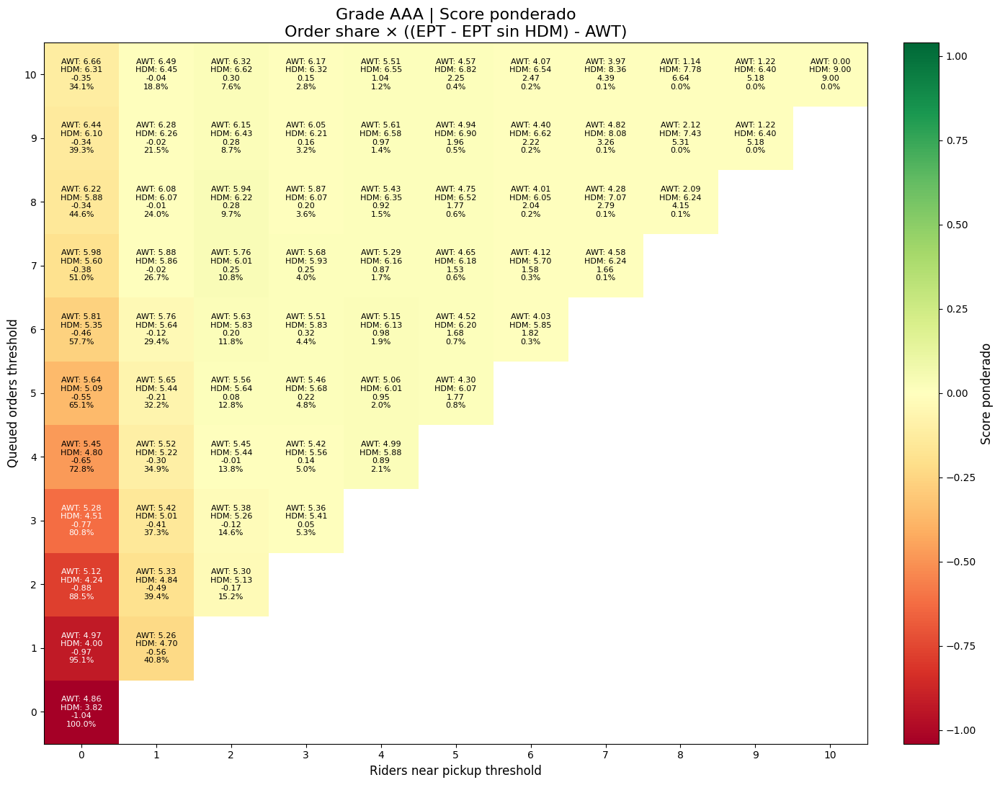 Grade AAA | Score ponderado
Order share × ((EPT - EPT sin HDM) - AWT)
10
AWT: 6.66
HDM: 6.31
-0.35
34.1%
AWT: 6.49
HDM: 6.45
-0.04
18.8%
AWT: 6.32
HDM: 6.62
0.30
7.6%
AWT: 6.17
HDM: 6.32
0.15
2.8%
AWT: 5.51
HDM: 6.55
1.04
1.2%
AWT: 4.57
HDM: 6.82
2.25
0.4%
AWT: 4.07
HDM: 6.54
2.47
0.2%
AWT: 3.97
HDM: 8.36
4.39
0.1%
AWT: 1.14
HDM: 7.78
6.64
0.0%
AWT: 1.22
HDM: 6.40
5.18
0.0%
AWT: 0.00
HDM: 9.00
9.00
0.0%
9
AWT: 6.44
HDM: 6.10
-0.34
39.3%
AWT: 6.28
HDM: 6.26
-0.02
21.5%
AWT: 6.15
HDM: 6.43
0.28
8.7%
AWT: 6.05
HDM: 6.21
0.16
3.2%
AWT: 5.61
HDM: 6.58
0.97
1.4%
AWT: 4.94
HDM: 6.90
1.96
0.5%
AWT: 4.40
HDM: 6.62
2.22
0.2%
AWT: 4.82
HDM: 8.08
3.26
0.1%
AWT: 2.12
HDM: 7.43
5.31
0.0%
AWT: 1.22
HDM: 6.40
5.18
0.0%
8
AWT: 6.22
HDM: 5.88
-0.34
44.6%
AWT: 6.08
HDM: 6.07
-0.01
24.0%
AWT: 5.94
HDM: 6.22
0.28
9.7%
AWT: 5.87
HDM: 6.07
0.20
3.6%
AWT: 5.43
HDM: 6.35
0.92
1.5%
AWT: 4.75
HDM: 6.52
1.77
0.6%
AWT: 4.01
HDM: 6.05
2.04
0.2%
AWT: 4.28
HDM: 7.07
2.79
0.1%
AWT: 2.09
HDM: 6.24
4.15
0.1%
7
AWT: 5.98
HDM: 5.60
-0.38
51.0%
AWT: 5.88
HDM: 5.86
-0.02
26.7%
AWT: 5.76
HDM: 6.01
0.25
10.8%
AWT: 5.68
HDM: 5.93
0.25
4.0%
AWT: 5.29
HDM: 6.16
0.87
1.7%
AWT: 4.65
HDM: 6.18
1.53
0.6%
AWT: 4.12
HDM: 5.70
1.58
0.3%
AWT: 4.58
HDM: 6.24
1.66
0.1%
6
AWT: 5.81
HDM: 5.35
-0.46
57.7%
AWT: 5.76
HDM: 5.64
-0.12
29.4%
AWT: 5.63
HDM: 5.83
0.20
11.8%
AWT: 5.51
HDM: 5.83
0.32
4.4%
AWT: 5.15
HDM: 6.13
0.98
1.9%
AWT: 4.52
HDM: 6.20
1.68
0.7%
AWT: 4.03
HDM: 5.85
1.82
0.3%
5
AWT: 5.64
HDM: 5.09
-0.55
65.1%
AWT: 5.65
HDM: 5.44
-0.21
32.2%
AWT: 5.56
HDM: 5.64
0.08
12.8%
AWT: 5.46
HDM: 5.68
0.22
4.8%
AWT: 5.06
HDM: 6.01
0.95
2.0%
AWT: 4.30
HDM: 6.07
1.77
0.8%
4
AWT: 5.45
HDM: 4.80
-0.65
72.8%
AWT: 5.52
HDM: 5.22
-0.30
34.9%
AWT: 5.45
HDM: 5.44
-0.01
13.8%
AWT: 5.42
HDM: 5.56
0.14
5.0%
AWT: 4.99
HDM: 5.88
0.89
2.1%
3
AWT: 5.28
HDM: 4.51
-0.77
80.8%
AWT: 5.42
HDM: 5.01
-0.41
37.3%
AWT: 5.38
HDM: 5.26
-0.12
14.6%
AWT: 5.36
HDM: 5.41
0.05
5.3%
2
AWT: 5.12
HDM: 4.24
-0.88
88.5%
AWT: 5.33
HDM: 4.84
-0.49
39.4%
AWT: 5.30
HDM: 5.13
-0.17
15.2%
1
AWT: 4.97
HDM: 4.00
-0.97
95.1%
AWT: 5.26
HDM: 4.70
-0.56
40.8%
0
AWT: 4.86
HDM: 3.82
-1.04
100.0%
Queued orders threshold
0
1
2
3
4
5
6
7
8
9
10
Riders near pickup threshold
1.00
0.75
0.50
0.25
0.00
−0.25
−0.50
−0.75
−1.00
Score ponderado